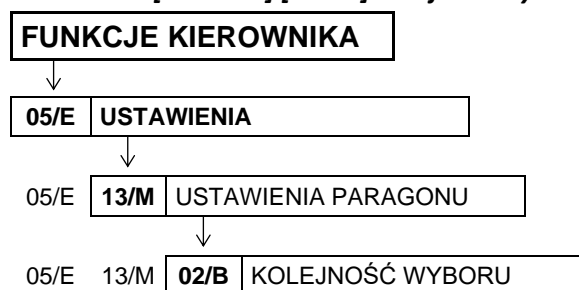 FUNKCJE KIEROWNIKA
05/E USTAWIENIA
05/E 13/M USTAWIENIA PARAGONU
05/E 13/M 02/B KOLEJNOŚĆ WYBORU